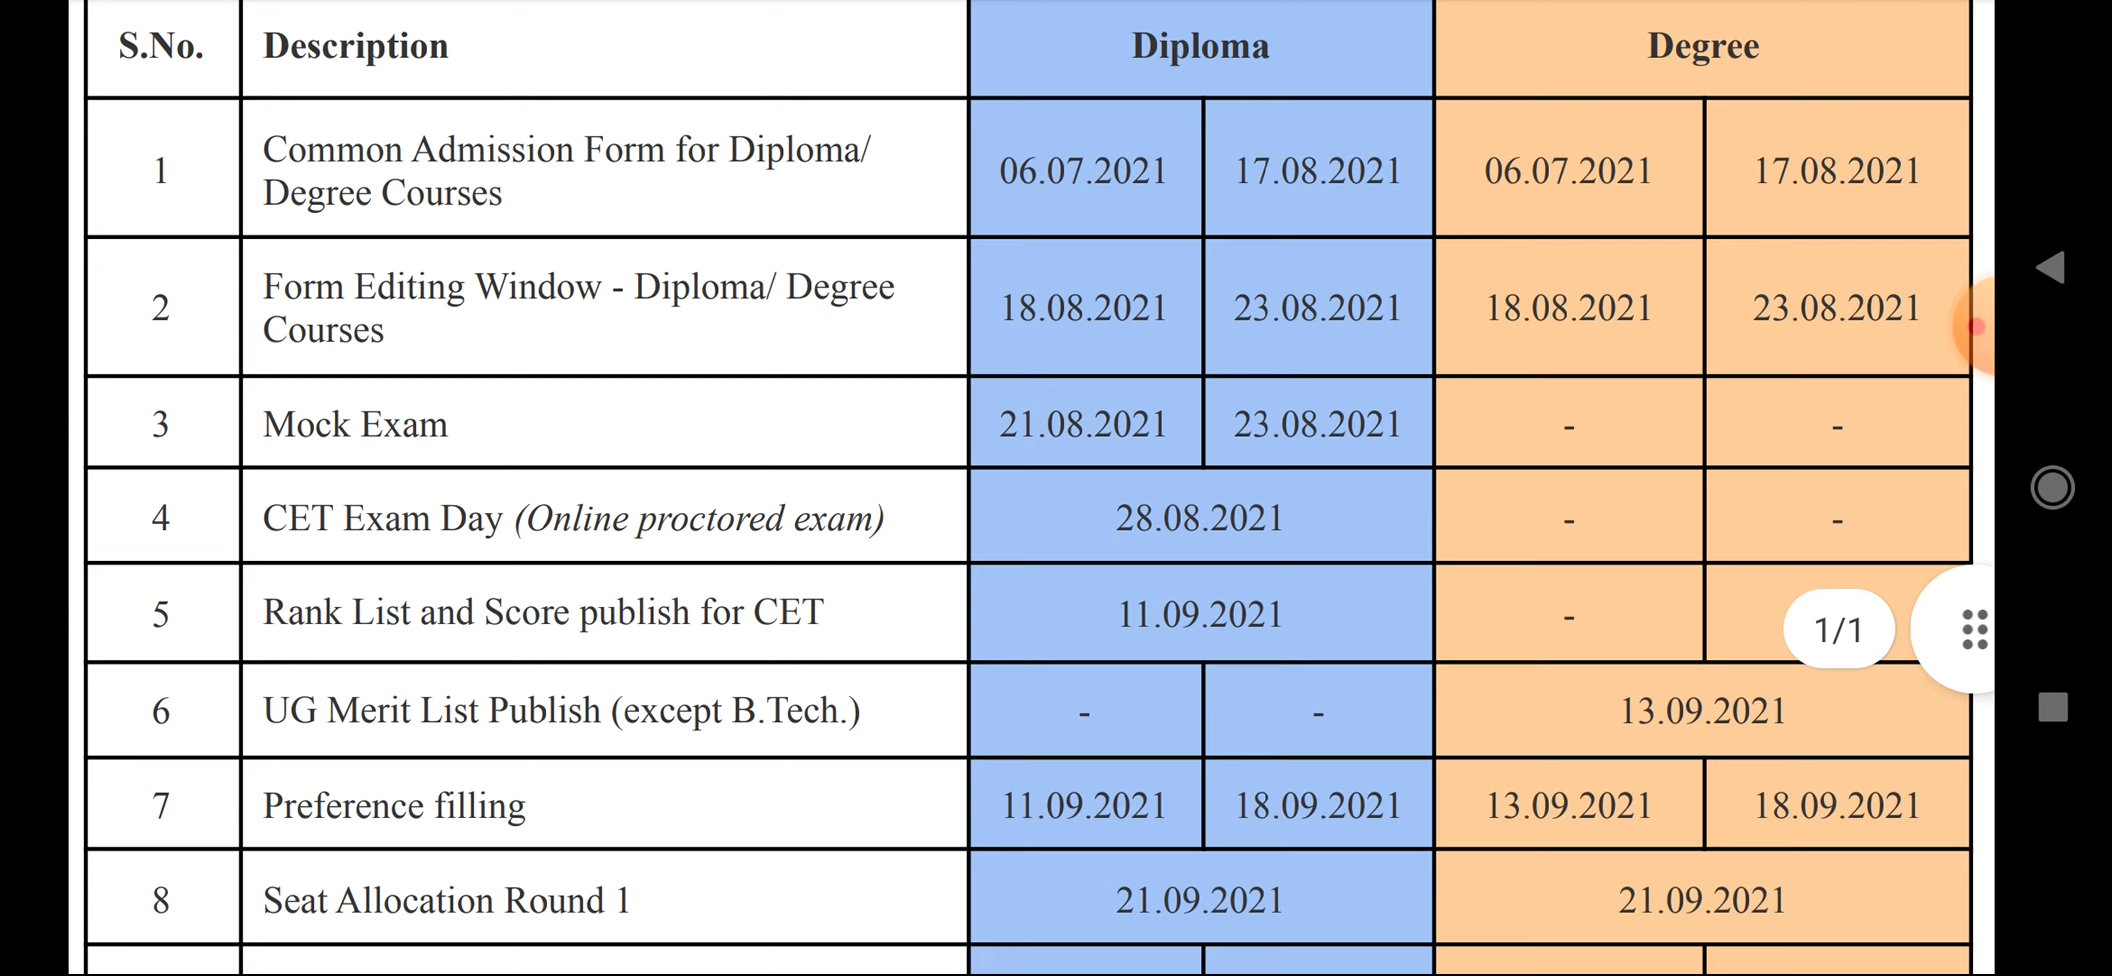 S.No. Description Diploma Degree
1 Common Admission Form for Diploma/ 06.07.2021 17.08.2021 06.07.2021 17.08.2021
Degree Courses
2 Form Editing Window - Diploma/ Degree 18.08.2021 23.08.2021 18.08.2021 23.08.2021
Courses
3 Mock Exam 21.08.2021 23.08.2021 - -
4 CET Exam Day (Online proctored exam) 28.08.2021 - -
5 Rank List and Score publish for CET 11.09.2021 -
1/1
6 UG Merit List Publish (except B.Tech.) - - 13.09.2021
7 Preference filling 11.09.2021 18.09.2021 13.09.2021 18.09.2021
8 Seat Allocation Round 1 21.09.2021 21.09.2021